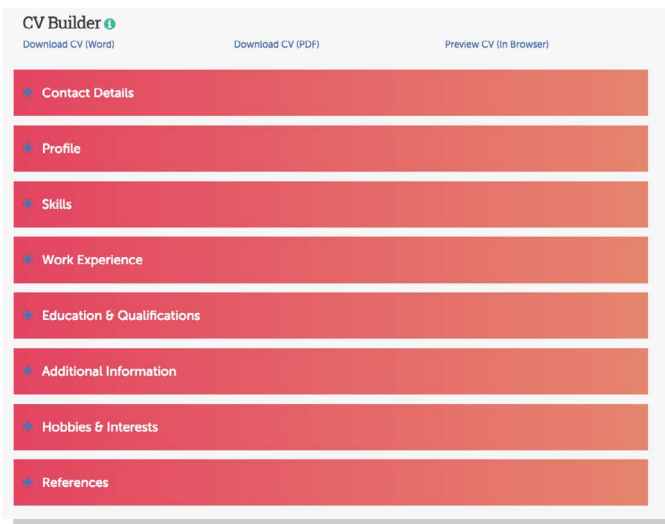 CV Builder
Download CV (Word) Download CV (PDF) Preview CV (In Browser)
Contact Details
Profile
Skills
Work Experience
Education & Qualifications
Additional Information
Hobbies & Interests
References